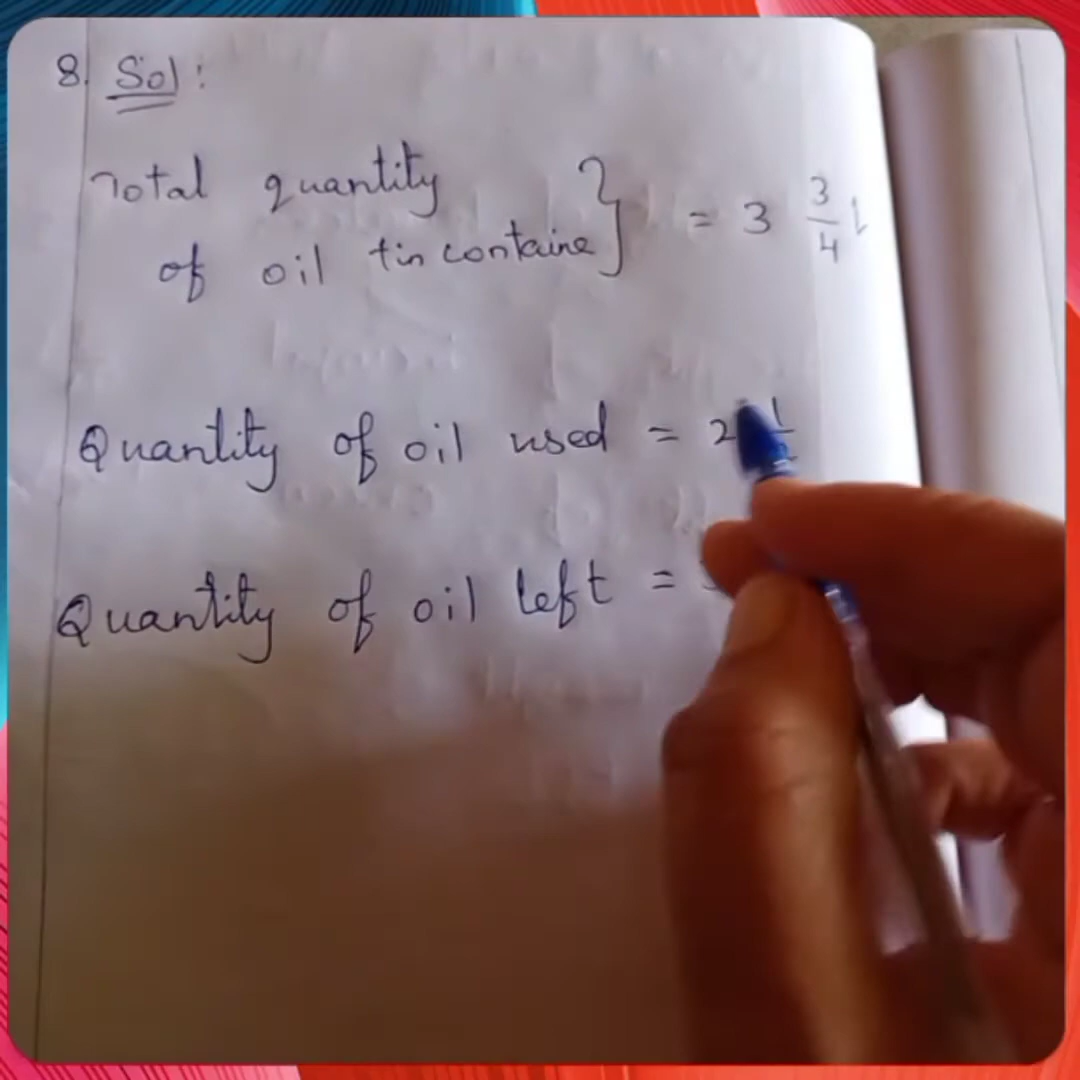 8. Sol:
Total quantity
of oil tin containe } = 3 3/4 l
Quantity of oil used = 2 1/
Quantity of oil left =